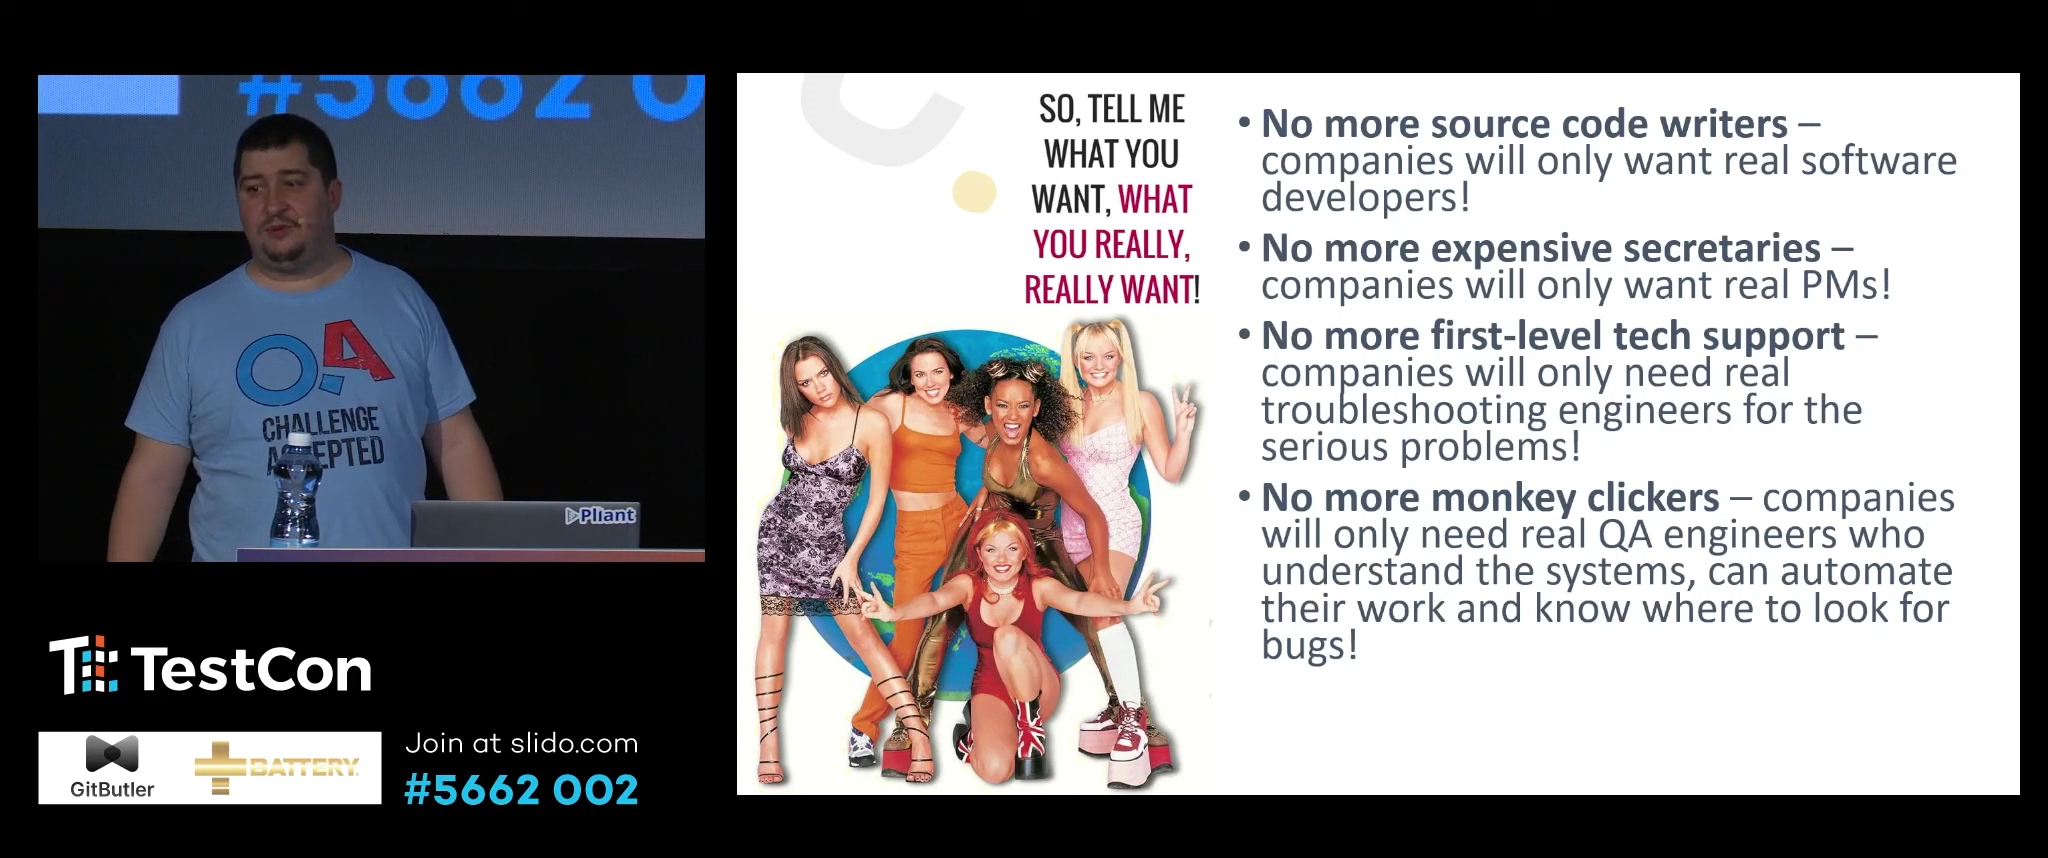 #5662 0
QA
CHALLENGE
ACCEPTED
Pliant
TestCon
GitButler
BATTERY
Join at slido.com
#5662 002
SO, TELL ME
WHAT YOU
WANT, WHAT
YOU REALLY,
REALLY WANT!
• No more source code writers –
companies will only want real software
developers!
• No more expensive secretaries –
companies will only want real PMs!
• No more first-level tech support –
companies will only need real
troubleshooting engineers for the
serious problems!
• No more monkey clickers – companies
will only need real QA engineers who
understand the systems, can automate
their work and know where to look for
bugs!